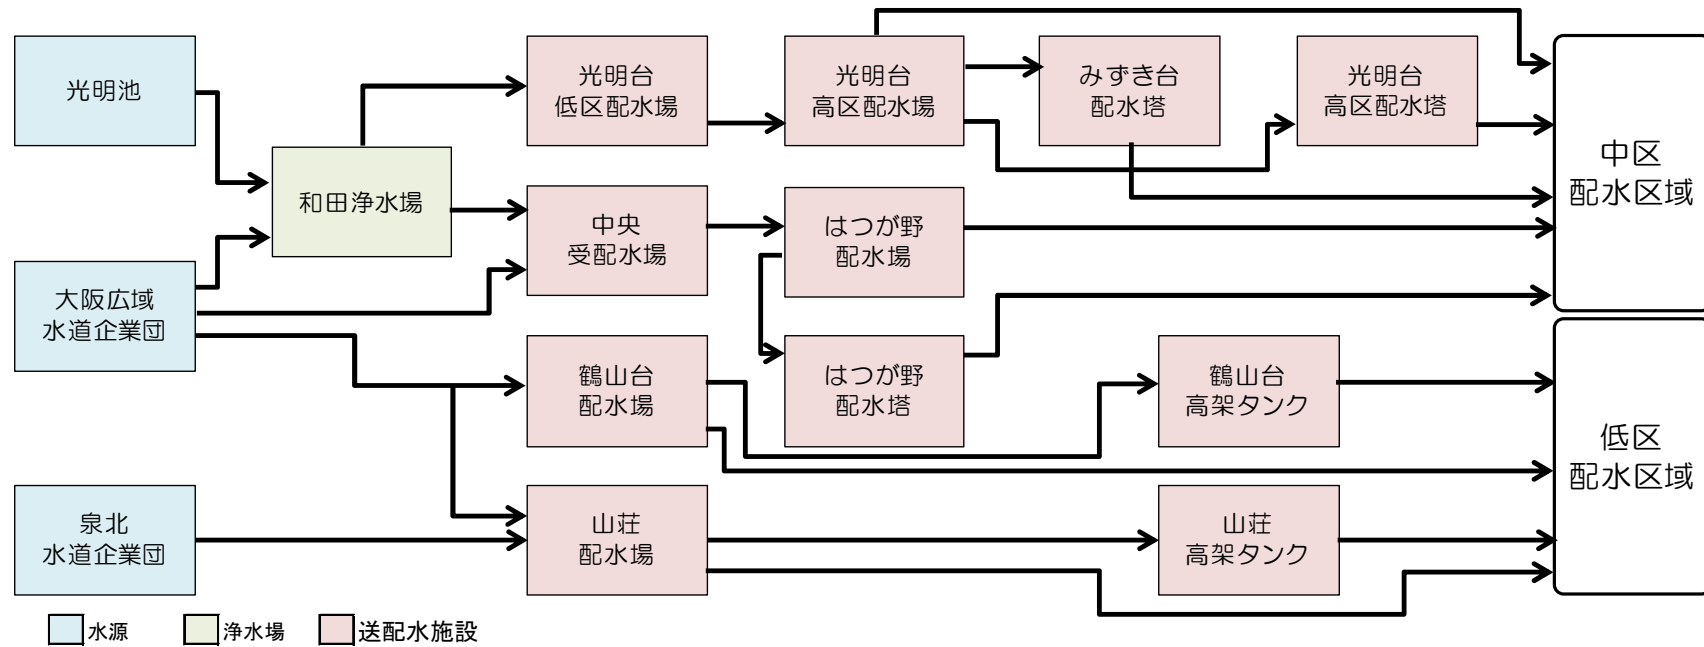 光明池
大阪広域
水道企業団
泉北
水道企業団
和田浄水場
光明台
低区配水場
中央
受配水場
鶴山台
配水場
山荘
配水場
光明台
高区配水場
はつが野
配水場
はつが野
配水塔
みずき台
配水塔
光明台
高区配水塔
鶴山台
高架タンク
山荘
高架タンク
中区
配水区域
低区
配水区域
水源
浄水場
送配水施設